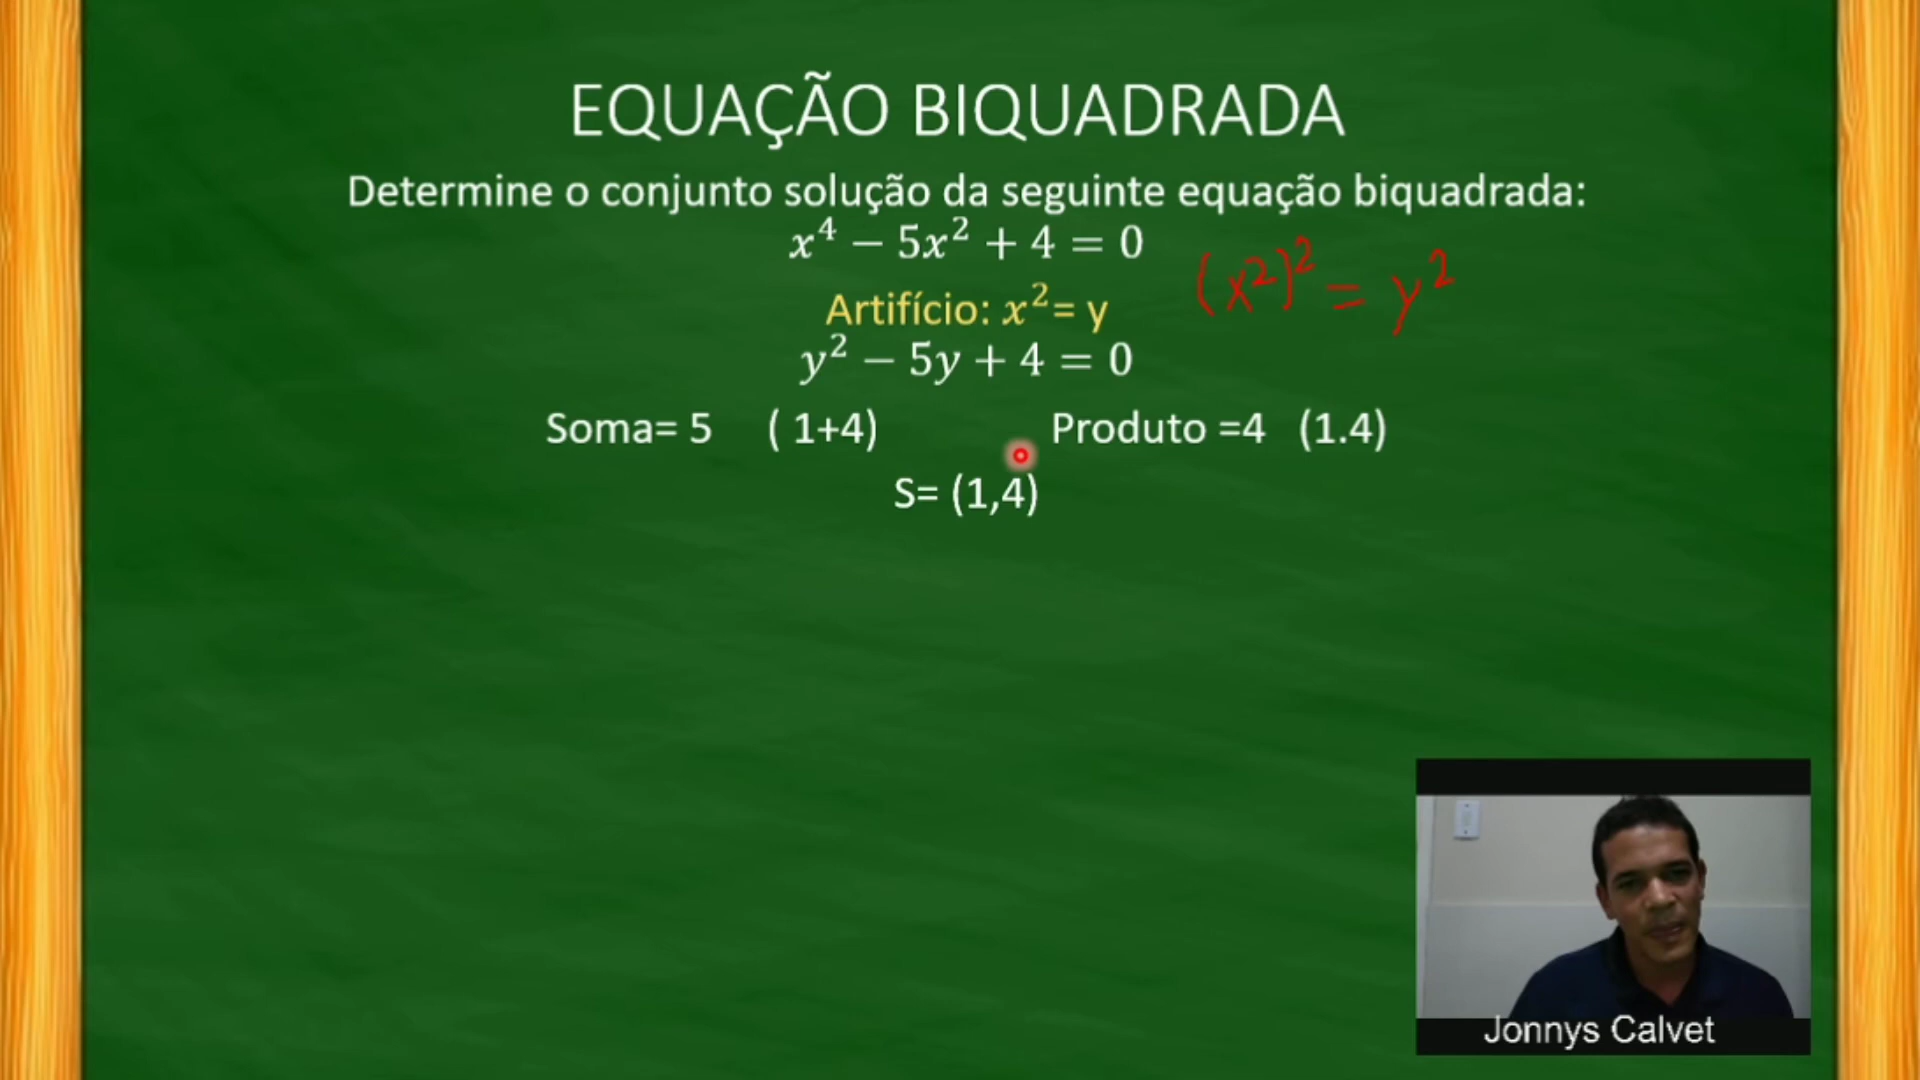 EQUAÇÃO BIQUADRADA
Determine o conjunto solução da seguinte equação biquadrada:
x⁴ − 5x² + 4 = 0
(x²)² = y²
Artifício: x²= y
y² − 5y + 4 = 0
Soma= 5 ( 1+4) Produto =4 (1.4)
S= (1,4)
Jonnys Calvet